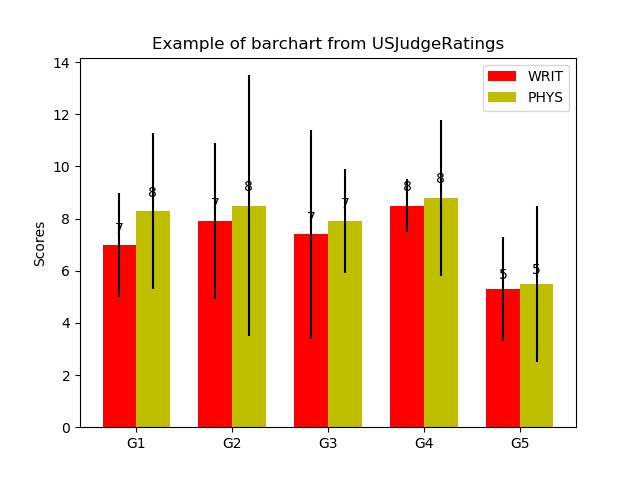 Example of barchart from USJudgeRatings
WRIT
PHYS
Scores
14
12
10
8
6
4
2
0
7 8 7 8 7 7 8 8 5 5
G1 G2 G3 G4 G5